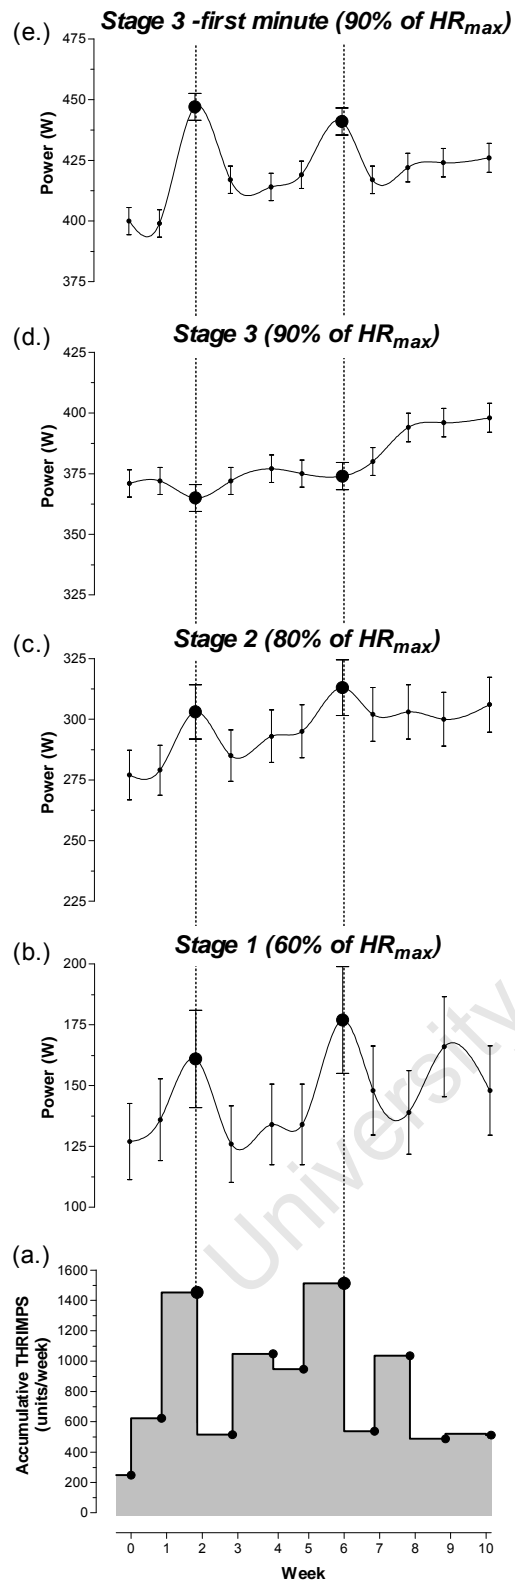 (e.) Stage 3 -first minute (90% of HRmax)
475
450
425
400
375
Power (W)
(d.) Stage 3 (90% of HRmax)
425
400
375
350
325
Power (W)
(c.) Stage 2 (80% of HRmax)
325
300
275
250
225
Power (W)
(b.) Stage 1 (60% of HRmax)
200
175
150
125
100
Power (W)
University
(a.)
1600
1400
1200
1000
800
600
400
200
0
Accumulative THRIMPS
(units/week)
0 1 2 3 4 5 6 7 8 9 10
Week